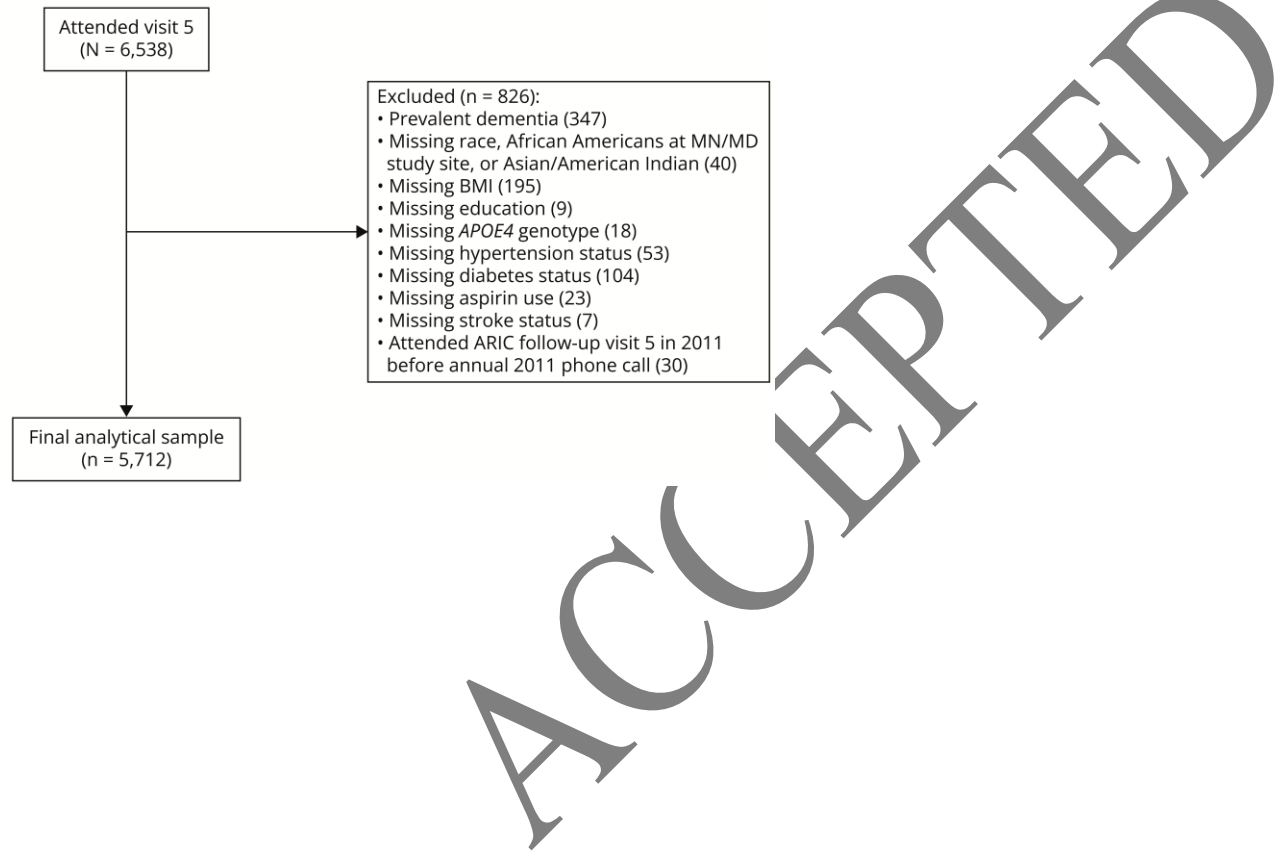 Attended visit 5
(N = 6,538)
Excluded (n = 826):
• Prevalent dementia (347)
• Missing race, African Americans at MN/MD
study site, or Asian/American Indian (40)
• Missing BMI (195)
• Missing education (9)
• Missing APOE4 genotype (18)
• Missing hypertension status (53)
• Missing diabetes status (104)
• Missing aspirin use (23)
• Missing stroke status (7)
• Attended ARIC follow-up visit 5 in 2011
before annual 2011 phone call (30)
Final analytical sample
(n = 5,712)
ACCEPTED